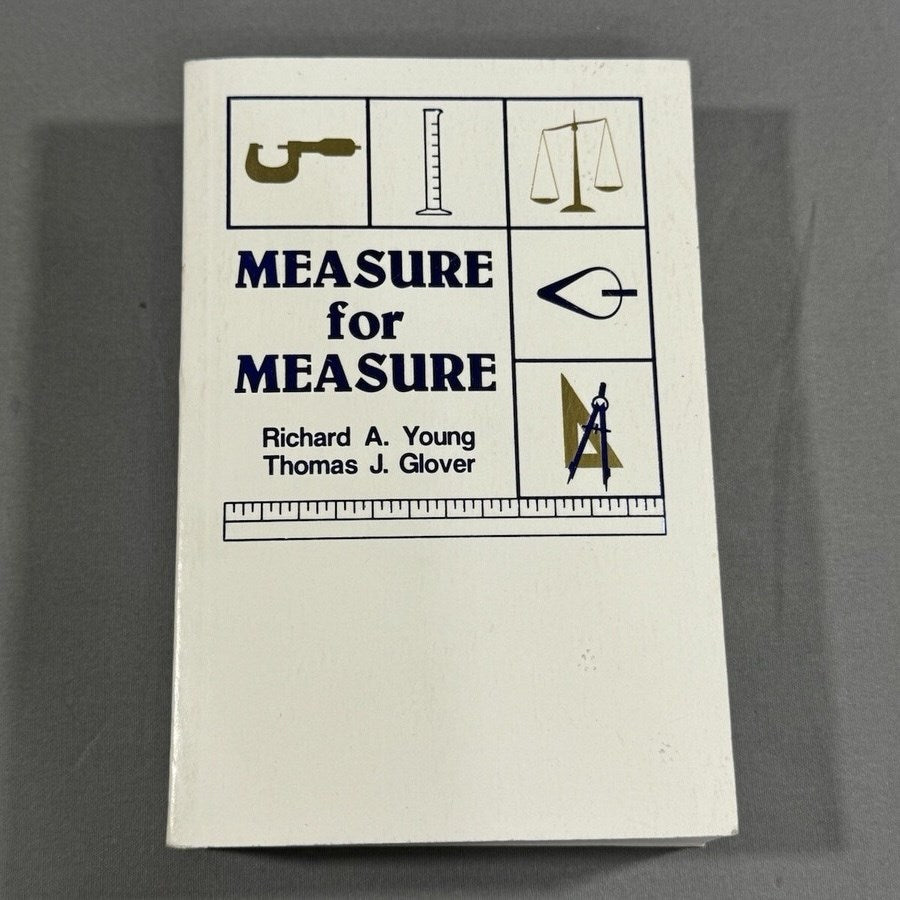 MEASURE
for
MEASURE
Richard A. Young
Thomas J. Glover